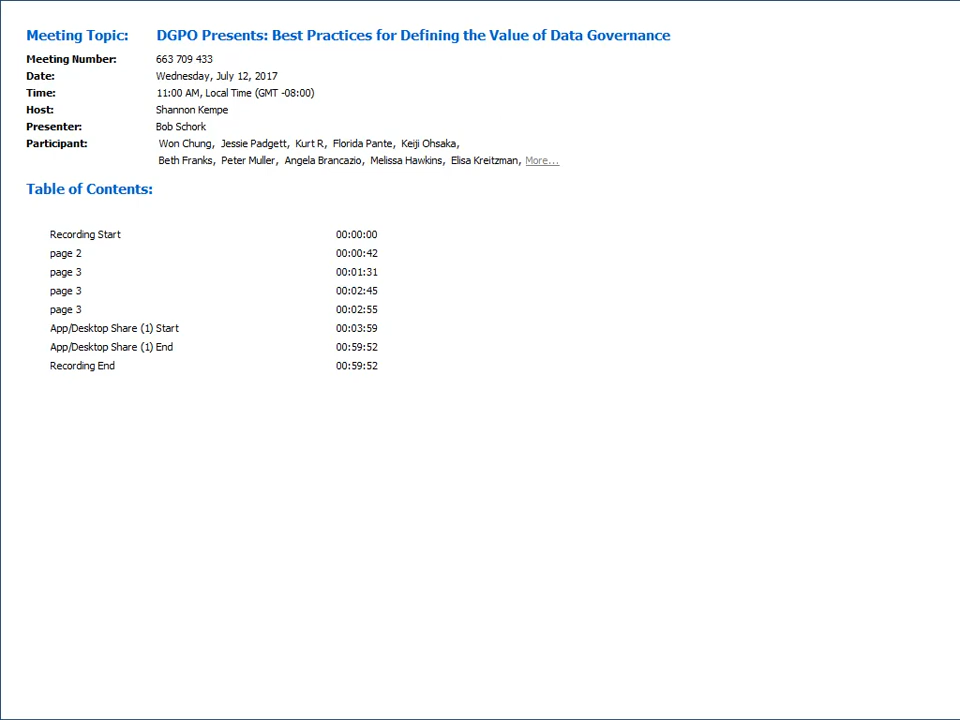 Meeting Topic: DGPO Presents: Best Practices for Defining the Value of Data Governance
Meeting Number: 663 709 433
Date: Wednesday, July 12, 2017
Time: 11:00 AM, Local Time (GMT -08:00)
Host: Shannon Kempe
Presenter: Bob Schork
Participant: Won Chung, Jessie Padgett, Kurt R, Florida Pante, Keiji Ohsaka,
Beth Franks, Peter Muller, Angela Brancazio, Melissa Hawkins, Elisa Kreitzman, More...
Table of Contents:
Recording Start 00:00:00
page 2 00:00:42
page 3 00:01:31
page 3 00:02:45
page 3 00:02:55
App/Desktop Share (1) Start 00:03:59
App/Desktop Share (1) End 00:59:52
Recording End 00:59:52